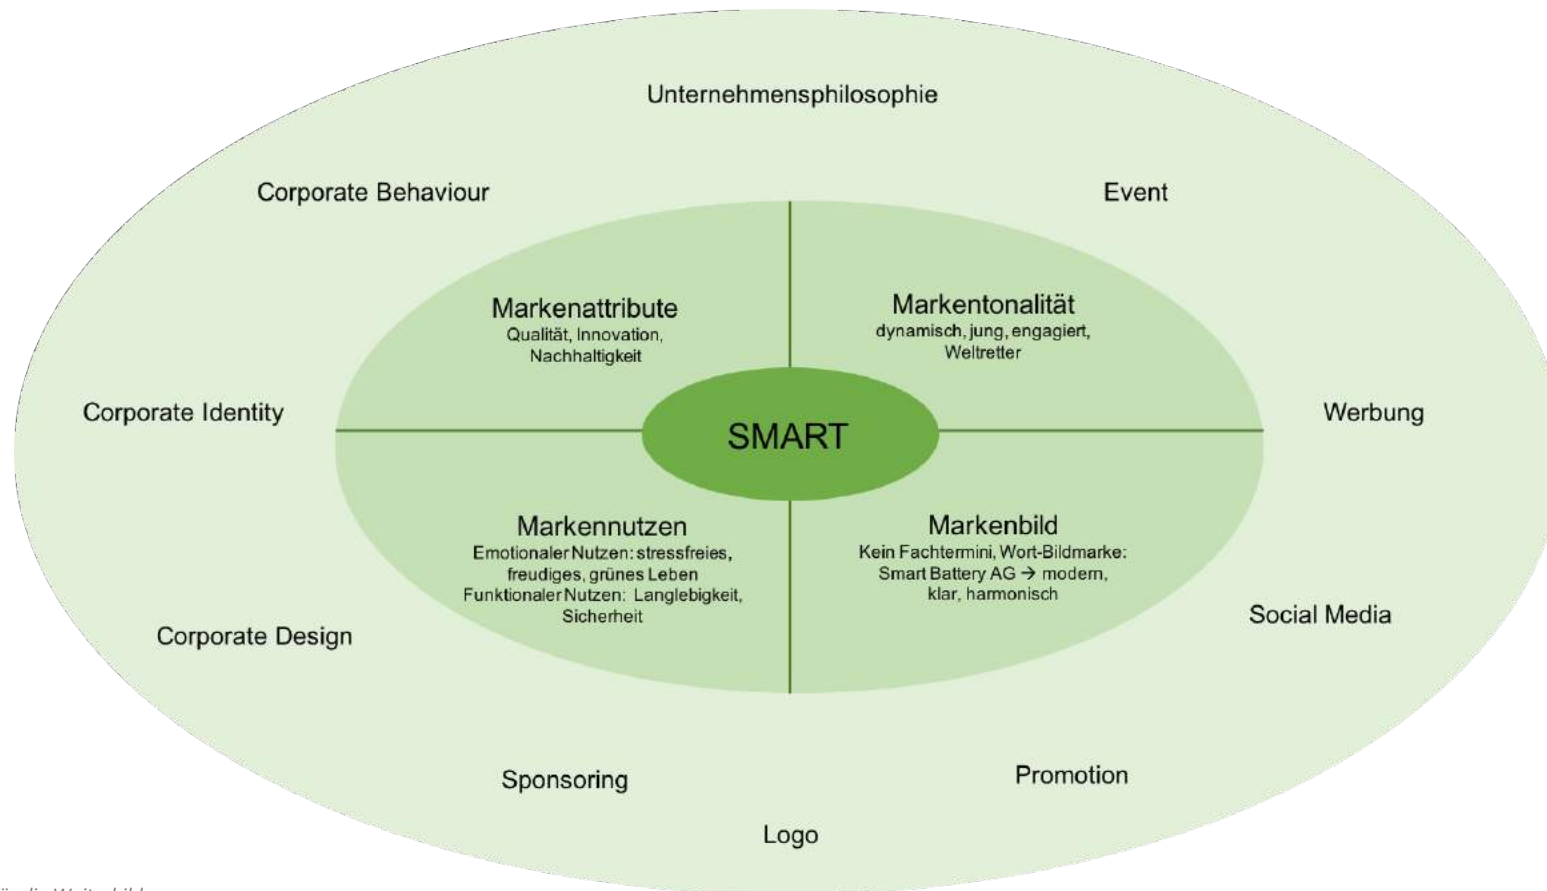 Unternehmensphilosophie
Corporate Behaviour
Event
Markenattribute
Qualität, Innovation,
Nachhaltigkeit
Markentonalität
dynamisch, jung, engagiert,
Weltretter
Corporate Identity
SMART
Werbung
Markennutzen
Emotionaler Nutzen: stressfreies,
freudiges, grünes Leben
Funktionaler Nutzen: Langlebigkeit,
Sicherheit
Markenbild
Kein Fachtermini, Wort-Bildmarke:
Smart Battery AG → modern,
klar, harmonisch
Social Media
Corporate Design
Sponsoring
Promotion
Logo